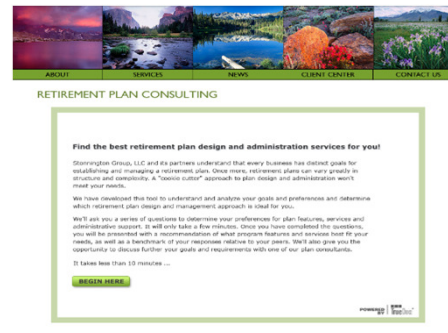 ABOUT
SERVICES
NEWS
CLIENT CENTER
CONTACT US
RETIREMENT PLAN CONSULTING
Find the best retirement plan design and administration services for you!
Stonnington Group, LLC and its partners understand that every business has distinct goals for
establishing and managing a retirement plan. Once more, retirement plans can vary greatly in
structure and complexity. A "cookie cutter" approach to plan design and administration won't
meet your needs.
We have developed this tool to understand and analyze your goals and preferences and determine
which retirement plan design and management approach is ideal for you.
We'll ask you a series of questions to determine your preferences for plan features, services and
administrative support. It will only take a few minutes. Once you have completed the questions,
you will be presented with a recommendation of what program features and services best fit your
needs, as well as a benchmark of your responses relative to your peers. We'll also give you the
opportunity to discuss further your goals and requirements with one of our plan consultants.
It takes less than 10 minutes ...
BEGIN HERE
POWERED
BY